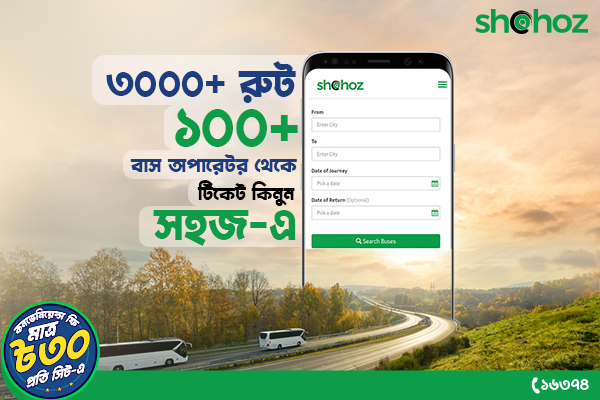 shohoz
৩০০০+ রুট
১০০+
বাস অপারেটর থেকে
টিকেট কিনুন
সহজ-এ
shohoz
From
Enter City
To
Enter City
Date of Journey
Pick a date
Date of Return (Optional)
Pick a date
Search Buses
কনভেনিয়েন্স ফি
মাত্র
৳৩০
প্রতি সিট-এ
১৬৩৭৪